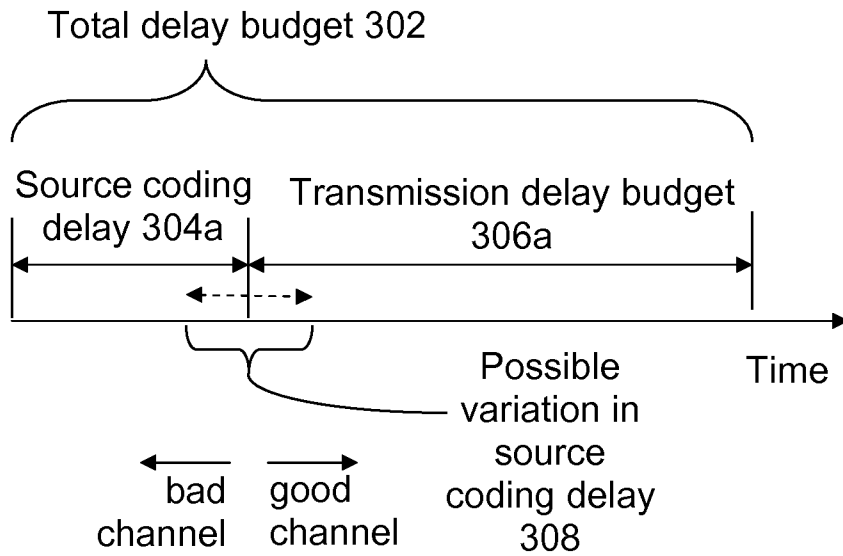 Total delay budget 302
Source coding
delay 304a
Transmission delay budget
306a
Possible
variation in
source
coding delay
308
Time
bad
channel
good
channel